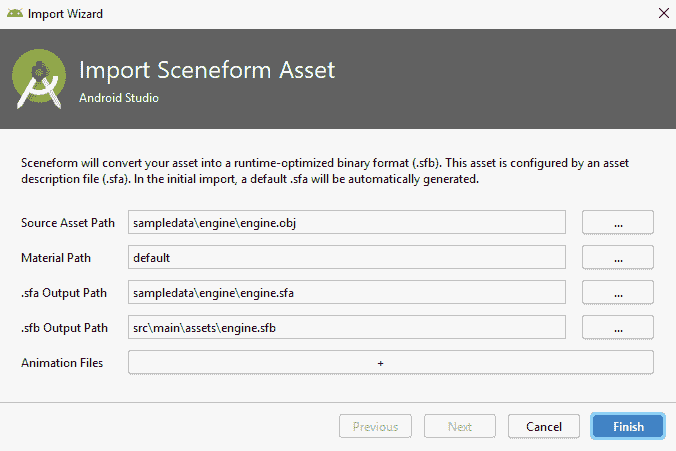 Import Wizard
Import Sceneform Asset
Android Studio
Sceneform will convert your asset into a runtime-optimized binary format (.sfb). This asset is configured by an asset
description file (.sfa). In the initial import, a default .sfa will be automatically generated.
Source Asset Path sampledata\engine\engine.obj ...
Material Path default ...
.sfa Output Path sampledata\engine\engine.sfa ...
.sfb Output Path src\main\assets\engine.sfb ...
Animation Files +
Previous Next Cancel Finish